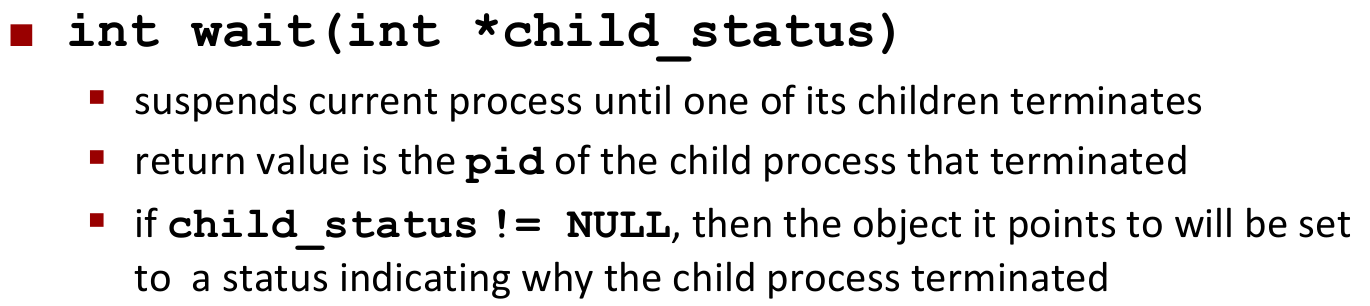 ▪ int wait(int *child_status)
▪ suspends current process until one of its children terminates
▪ return value is the pid of the child process that terminated
▪ if child_status != NULL, then the object it points to will be set
to a status indicating why the child process terminated